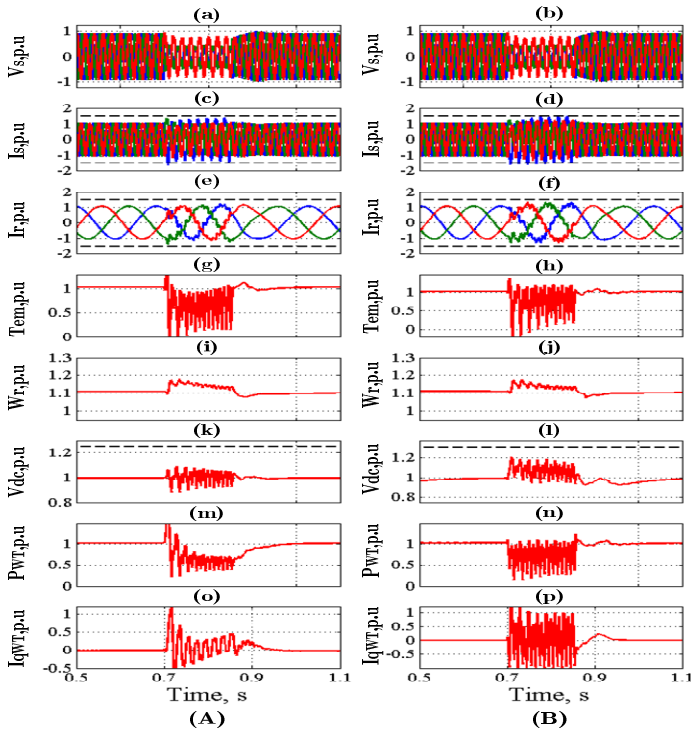 (a)
Vs,p.u
1
0
-1
(b)
Vs,p.u
1
0
-1
(c)
Is,p.u
2
1
0
-1
-2
(d)
Is,p.u
2
1
0
-1
-2
(e)
Ir,p.u
2
1
0
-1
-2
(f)
Ir,p.u
2
1
0
-1
-2
(g)
Tem,p.u
1
0.5
0
(h)
Tem,p.u
1
0.5
0
(i)
Wr,p.u
1.3
1.2
1.1
1
(j)
Wr,p.u
1.3
1.2
1.1
1
(k)
Vdc,p.u
1.2
1
0.8
(l)
Vdc,p.u
1.2
1
0.8
(m)
PWT,p.u
1
0.5
0
(n)
PWT,p.u
1
0.5
0
(o)
IqWT,p.u
1
0.5
0
-0.5
0.5 0.7 0.9 1.1
Time, s
(A)
(p)
IqWT,p.u
1
0.5
0
-0.5
0.5 0.7 0.9 1.1
Time, s
(B)